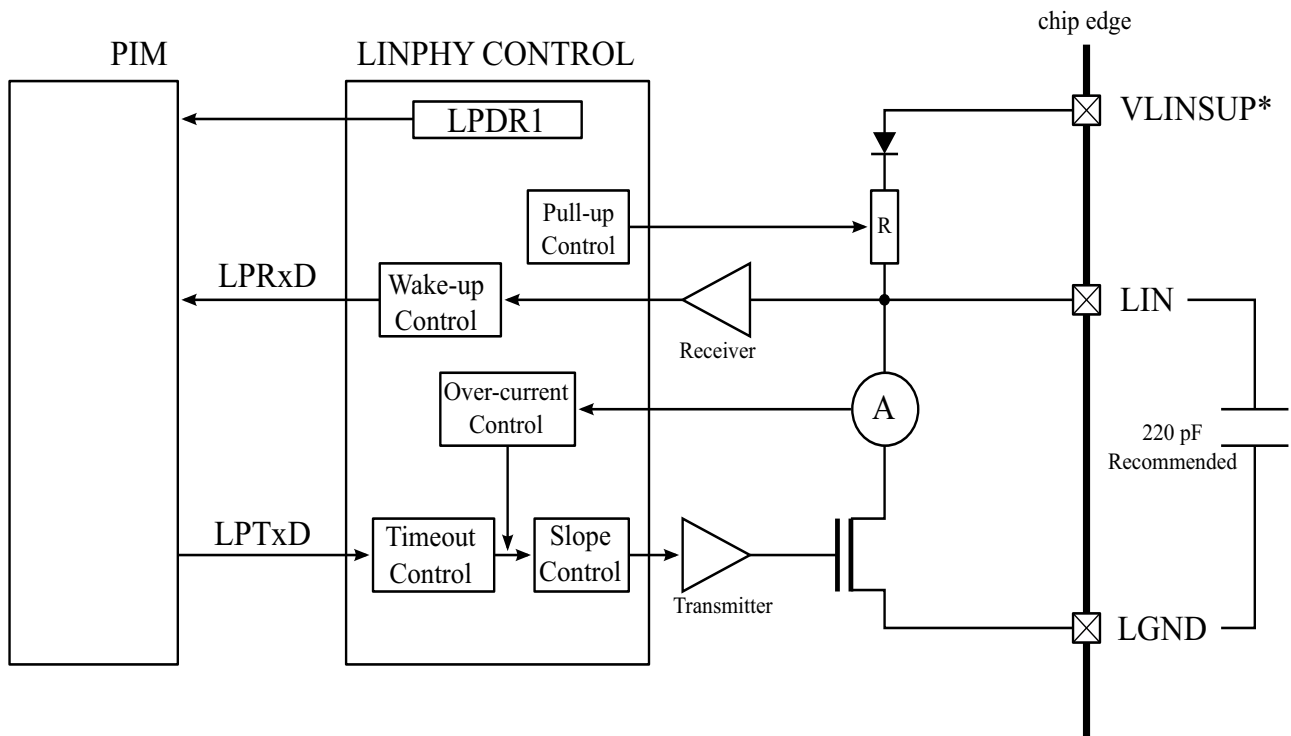 chip edge
PIM
LINPHY CONTROL
VLINSUP*
LPDR1
Pull-up
Control
R
LPRxD
Wake-up
Control
Receiver
LIN
Over-current
Control
A
220 pF
Recommended
LPTxD
Timeout
Control
Slope
Control
Transmitter
LGND